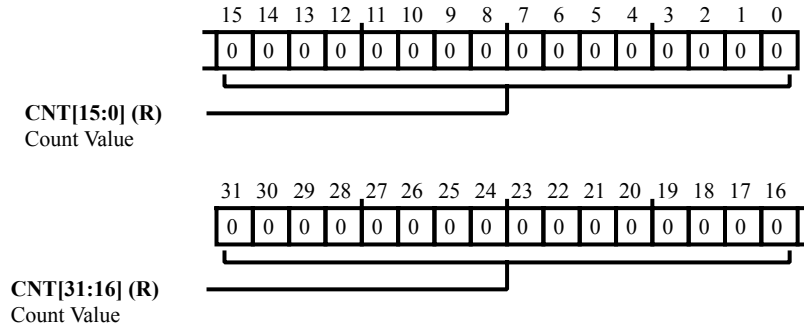 15 14 13 12 11 10 9 8 7 6 5 4 3 2 1 0
0 0 0 0 0 0 0 0 0 0 0 0 0 0 0 0
CNT[15:0] (R)
Count Value
31 30 29 28 27 26 25 24 23 22 21 20 19 18 17 16
0 0 0 0 0 0 0 0 0 0 0 0 0 0 0 0
CNT[31:16] (R)
Count Value